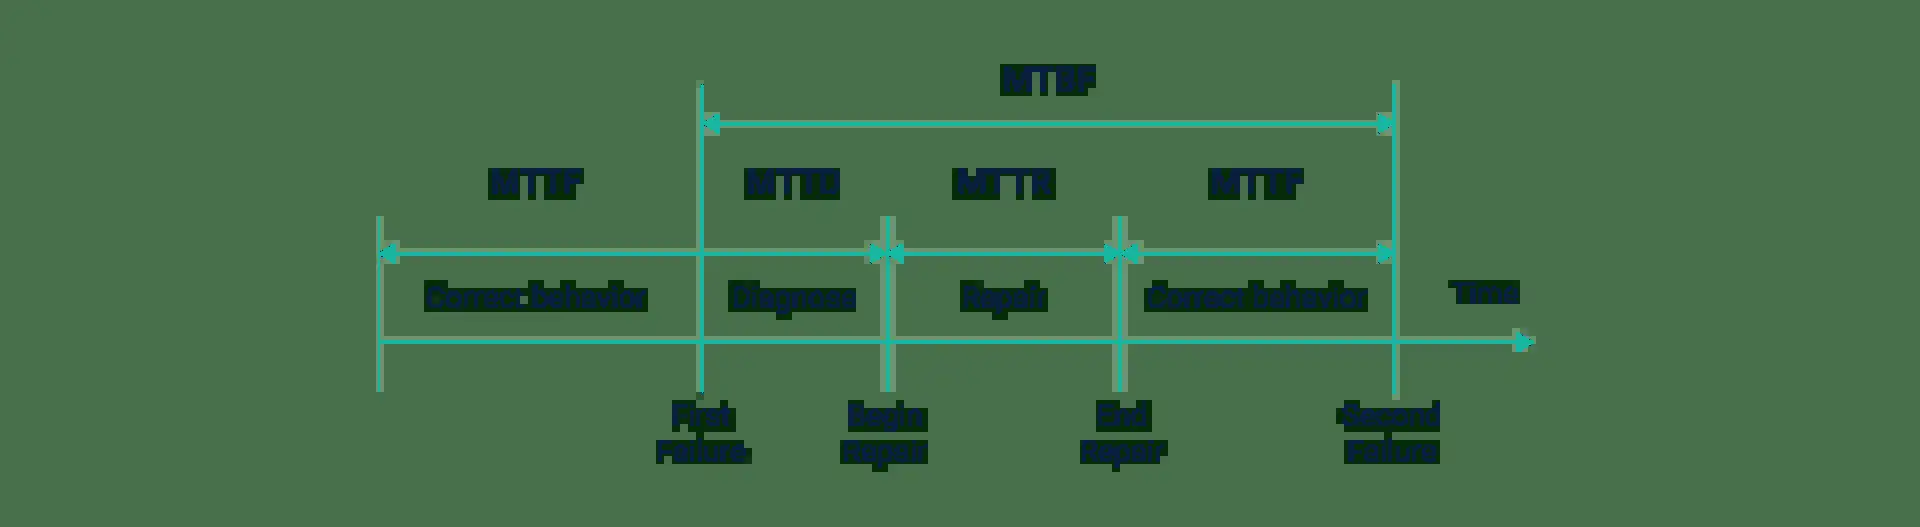 MTBF
MTTF MTTD MTTR MTTF
Correct behavior Diagnose Repair Correct behavior Time
First Failure
Begin Repair
End Repair
Second Failure